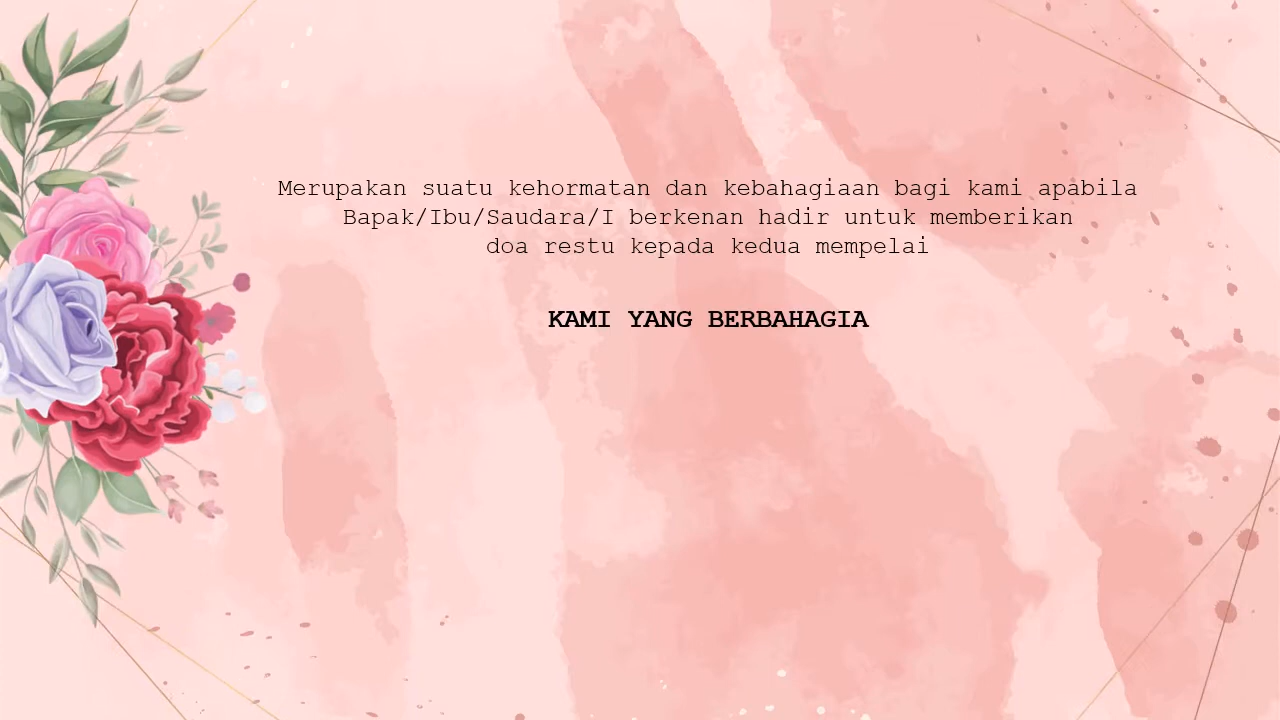 Merupakan suatu kehormatan dan kebahagiaan bagi kami apabila
Bapak/Ibu/Saudara/I berkenan hadir untuk memberikan
doa restu kepada kedua mempelai
KAMI YANG BERBAHAGIA